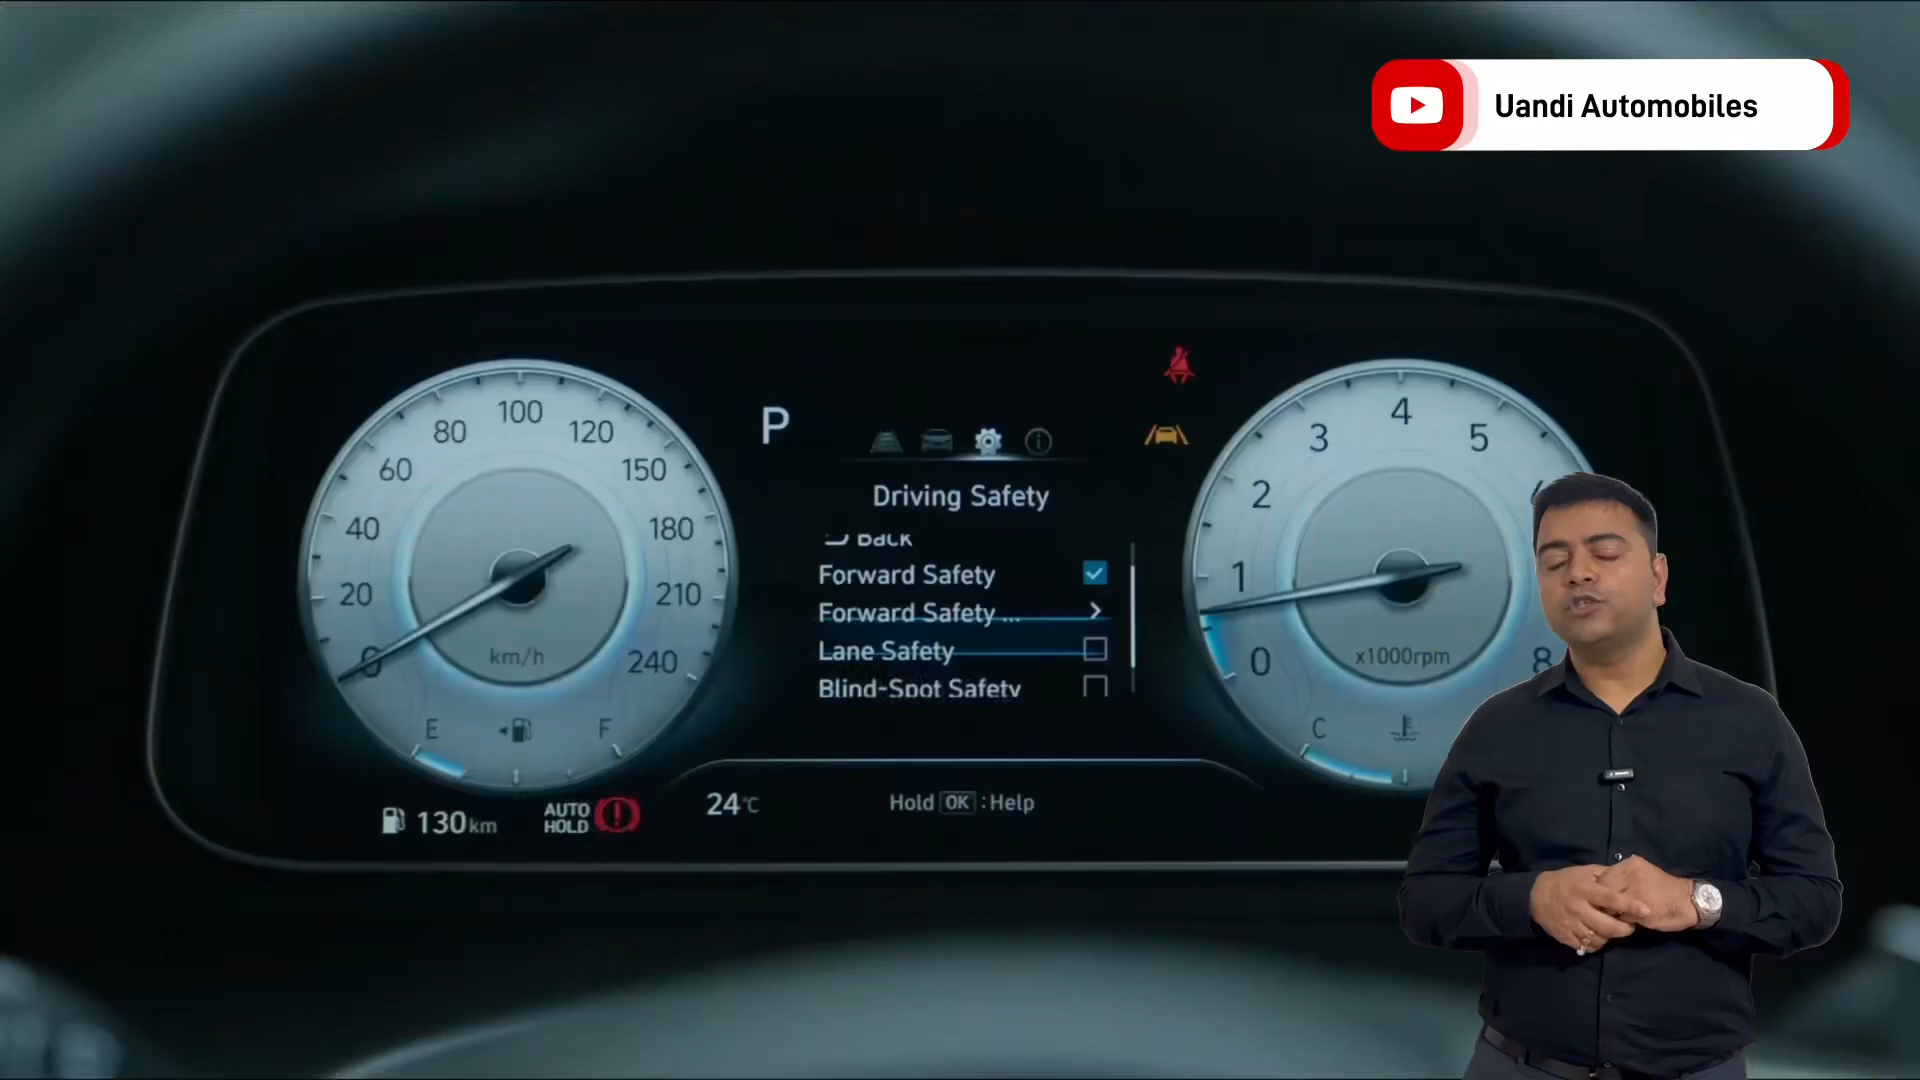 Uandi Automobiles
P
Driving Safety
Back
Forward Safety
Forward Safety ...
Lane Safety
Blind-Spot Safety
0
20
40
60
80
100
120
150
180
210
240
km/h
E
F
0
1
2
3
4
5
8
x1000rpm
C
130km
AUTO
HOLD
24°C
Hold OK : Help